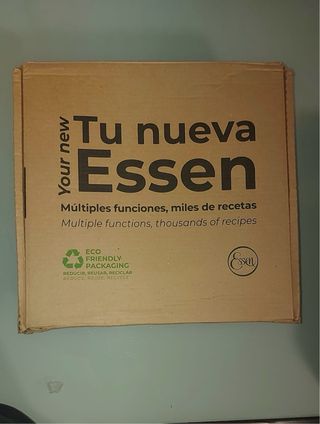 Your new
Tu nueva
Essen
Múltiples funciones, miles de recetas
Multiple functions, thousands of recipes
ECO
FRIENDLY
PACKAGING
REDUCIR, REUSAR, RECICLAR
REDUCE, REUSE, RECYCLE
Essen